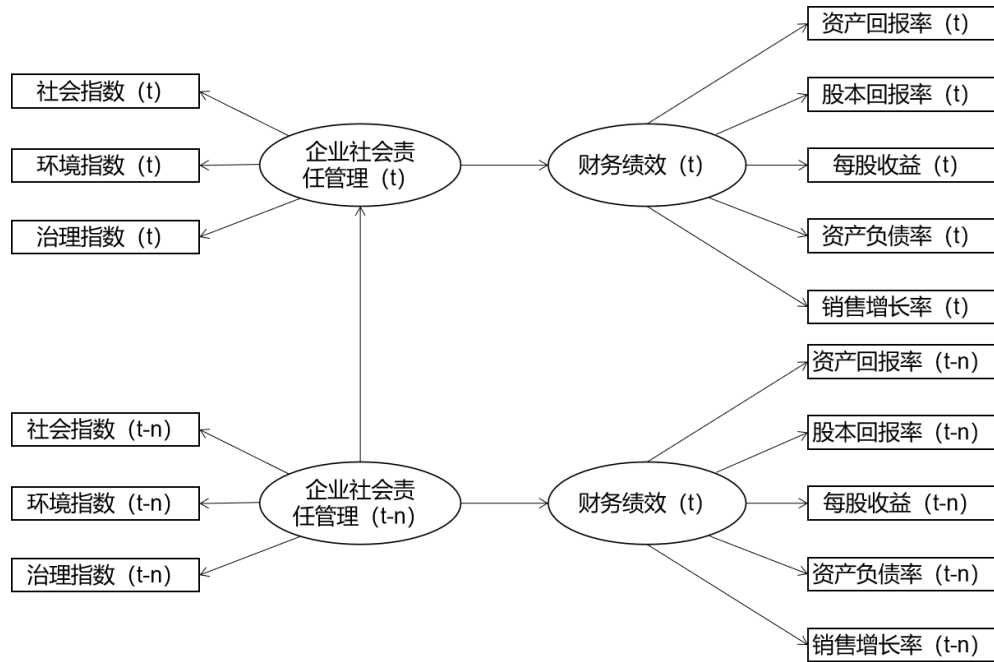 资产回报率（t）
社会指数（t）
股本回报率（t）
企业社会责
任管理（t）
环境指数（t）
财务绩效（t）
每股收益（t）
治理指数（t）
资产负债率（t）
销售增长率（t）
资产回报率（t-n）
社会指数（t-n）
股本回报率（t-n）
企业社会责
任管理（t-n）
环境指数（t-n）
财务绩效（t）
每股收益（t-n）
治理指数（t-n）
资产负债率（t-n）
销售增长率（t-n）